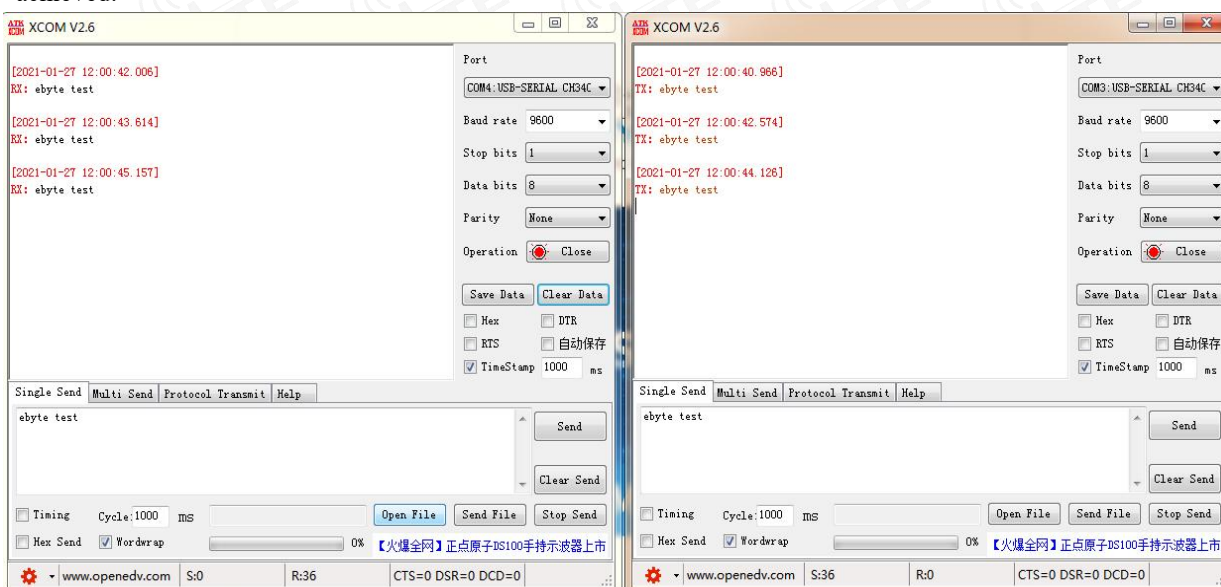 XCOM V2.6
[2021-01-27 12:00:42.006]
RX: ebyte test
[2021-01-27 12:00:43.614]
RX: ebyte test
[2021-01-27 12:00:45.157]
RX: ebyte test
Port
COM4:USB-SERIAL CH34C
Baud rate 9600
Stop bits 1
Data bits 8
Parity None
Operation Close
Save Data Clear Data
Hex DTR
RTS 自动保存
TimeStamp 1000 ms
Single Send Multi Send Protocol Transmit Help
ebyte test
Send
Clear Send
Timing Cycle:1000 ms Open File Send File Stop Send
Hex Send Wordwrap 0% 【火爆全网】正点原子DS100手持示波器上市
www.openedv.com S:0 R:36 CTS=0 DSR=0 DCD=0
XCOM V2.6
[2021-01-27 12:00:40.966]
TX: ebyte test
[2021-01-27 12:00:42.574]
TX: ebyte test
[2021-01-27 12:00:44.126]
TX: ebyte test
Port
COM3:USB-SERIAL CH34C
Baud rate 9600
Stop bits 1
Data bits 8
Parity None
Operation Close
Save Data Clear Data
Hex DTR
RTS 自动保存
TimeStamp 1000 ms
Single Send Multi Send Protocol Transmit Help
ebyte test
Send
Clear Send
Timing Cycle:1000 ms Open File Send File Stop Send
Hex Send Wordwrap 0% 【火爆全网】正点原子DS100手持示波器上市
www.openedv.com S:36 R:0 CTS=0 DSR=0 DCD=0